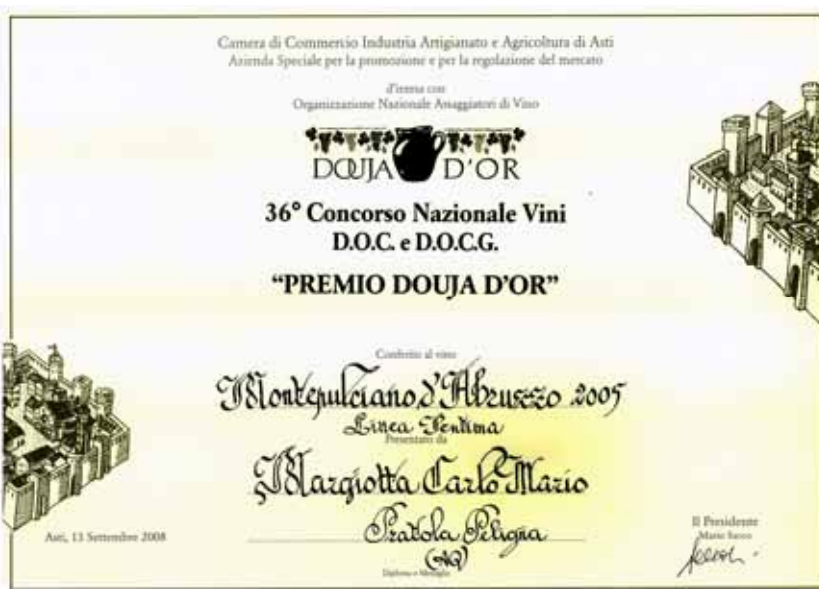 Camera di Commercio Industria Artigianato e Agricoltura di Asti
Azienda Speciale per la promozione e per la regolazione del mercato
d'intesa con
Organizzazione Nazionale Assaggiatori di Vino
DOUJA D'OR
36° Concorso Nazionale Vini
D.O.C. e D.O.C.G.
“PREMIO DOUJA D'OR”
Conferito al vino
Montepulciano d'Abruzzo 2005
Linea Pentima
Presentato da
Margiotta Carlo Mario
Pratola Peligna
(AQ)
Diploma e Medaglia
Asti, 13 Settembre 2008
Il Presidente
Mario Sacco